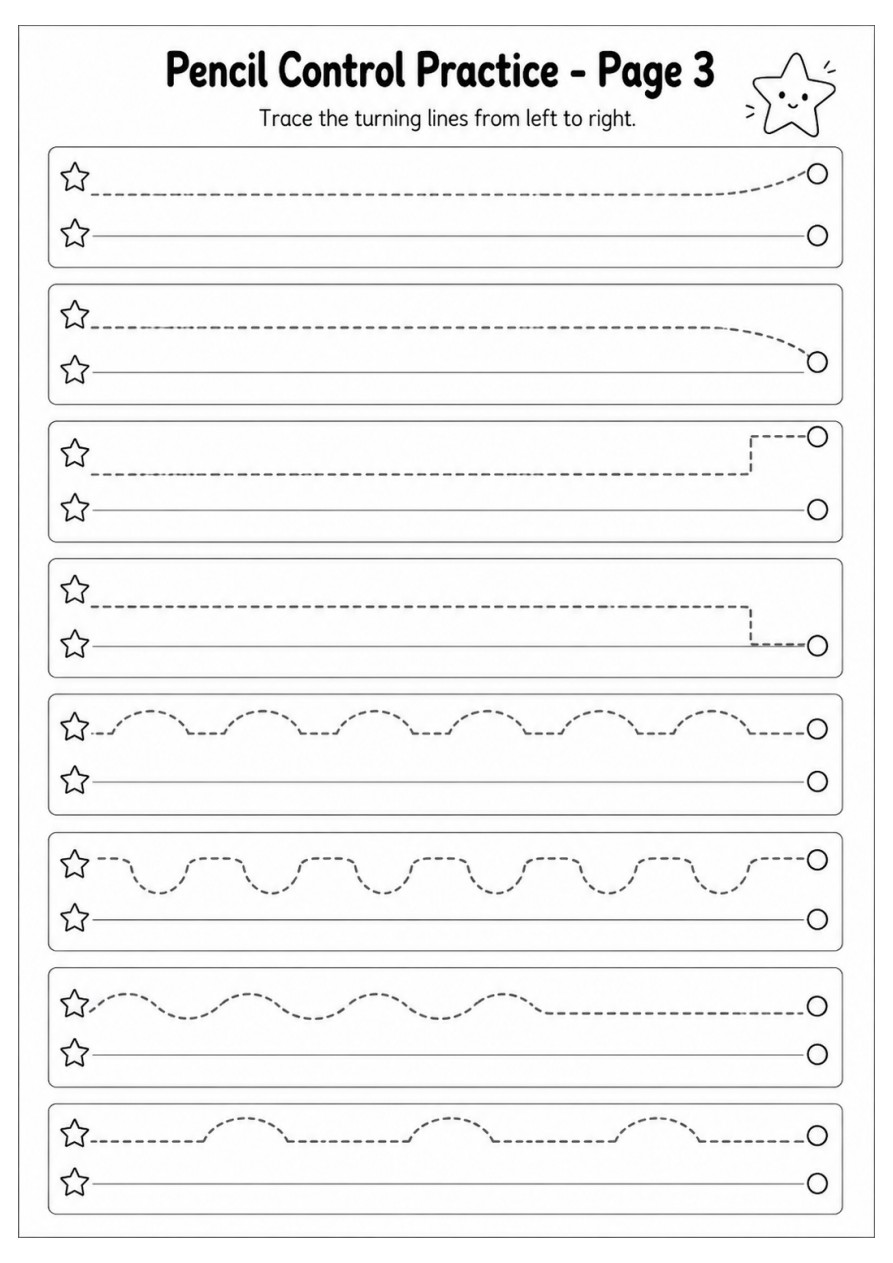 Pencil Control Practice - Page 3
Trace the turning lines from left to right.